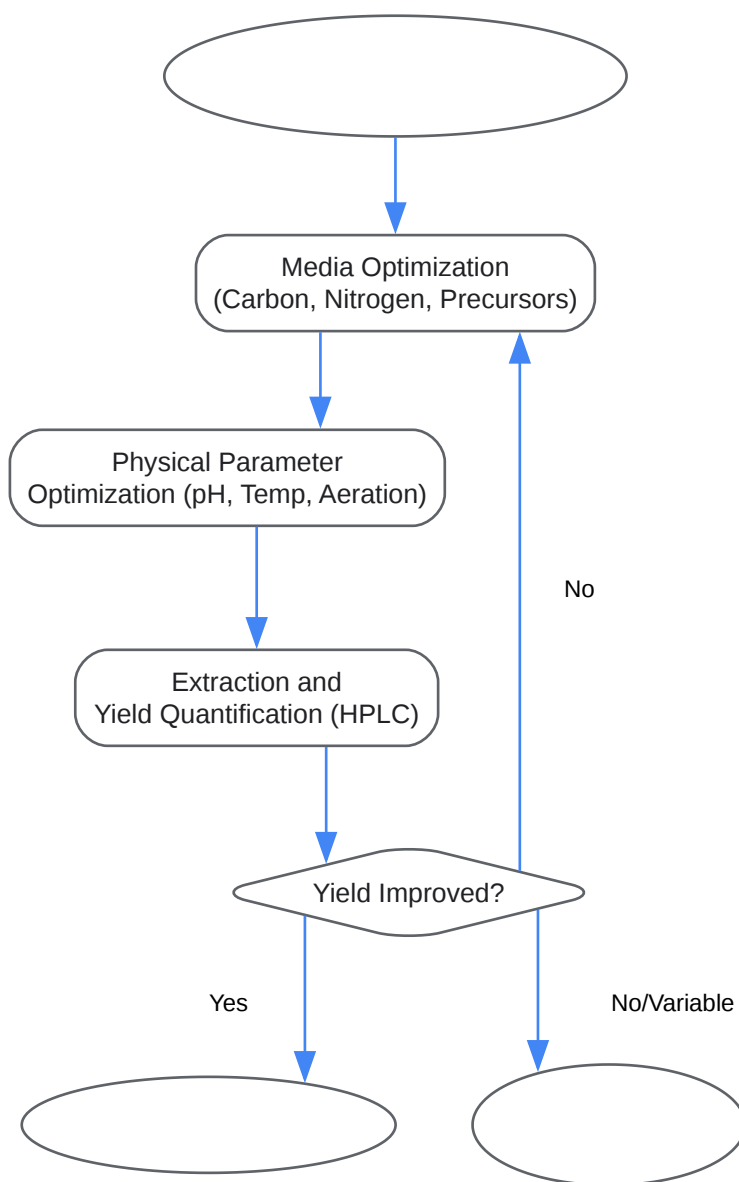 Media Optimization
(Carbon, Nitrogen, Precursors)
Physical Parameter
Optimization (pH, Temp, Aeration)
No
Extraction and
Yield Quantification (HPLC)
Yield Improved?
Yes
No/Variable